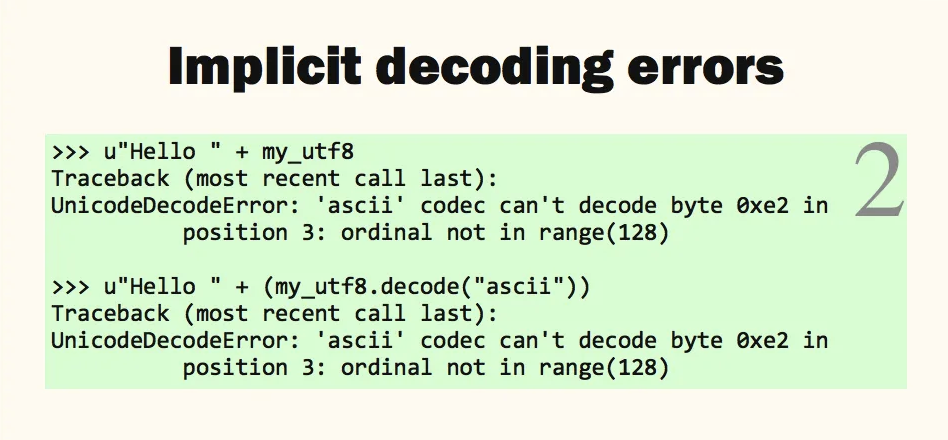 Implicit decoding errors
2
>>> u"Hello " + my_utf8
Traceback (most recent call last):
UnicodeDecodeError: 'ascii' codec can't decode byte 0xe2 in
position 3: ordinal not in range(128)
>>> u"Hello " + (my_utf8.decode("ascii"))
Traceback (most recent call last):
UnicodeDecodeError: 'ascii' codec can't decode byte 0xe2 in
position 3: ordinal not in range(128)